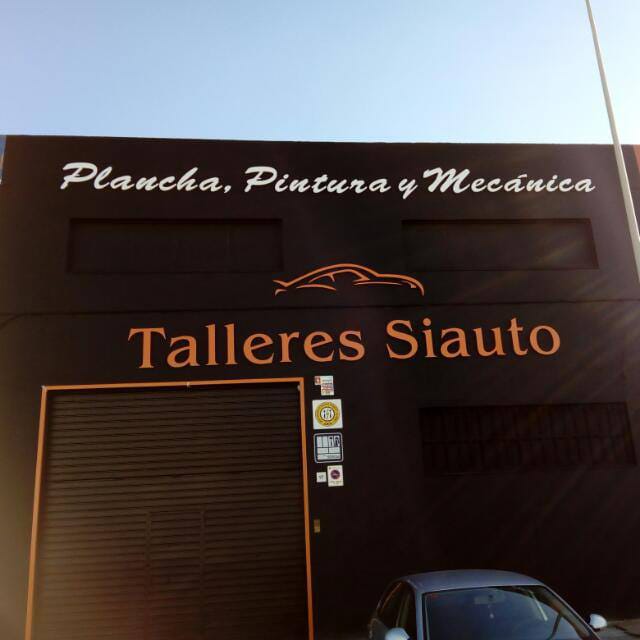 Plancha, Pintura y Mecánica
Talleres Siauto